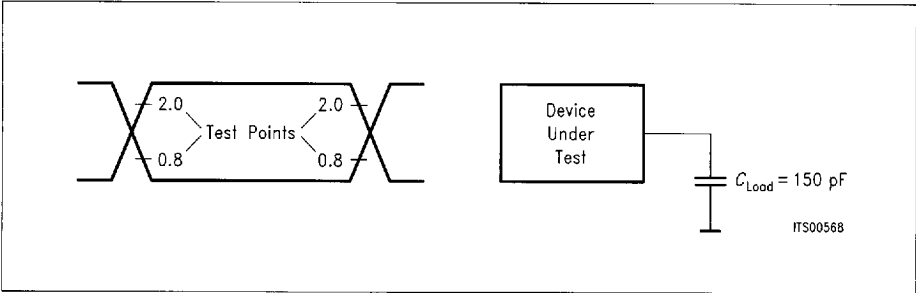 2.0 2.0
Test Points
0.8 0.8
Device
Under
Test
C_Load = 150 pF
ITS00568